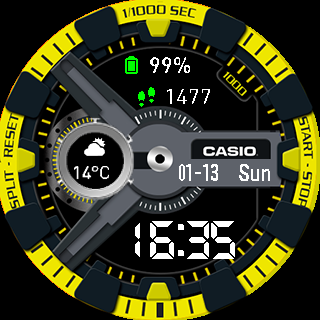 1/1000 SEC
99%
1477
1000
SPLIT - RESET
START - STOP
CASIO
14°C
01-13 Sun
16:35